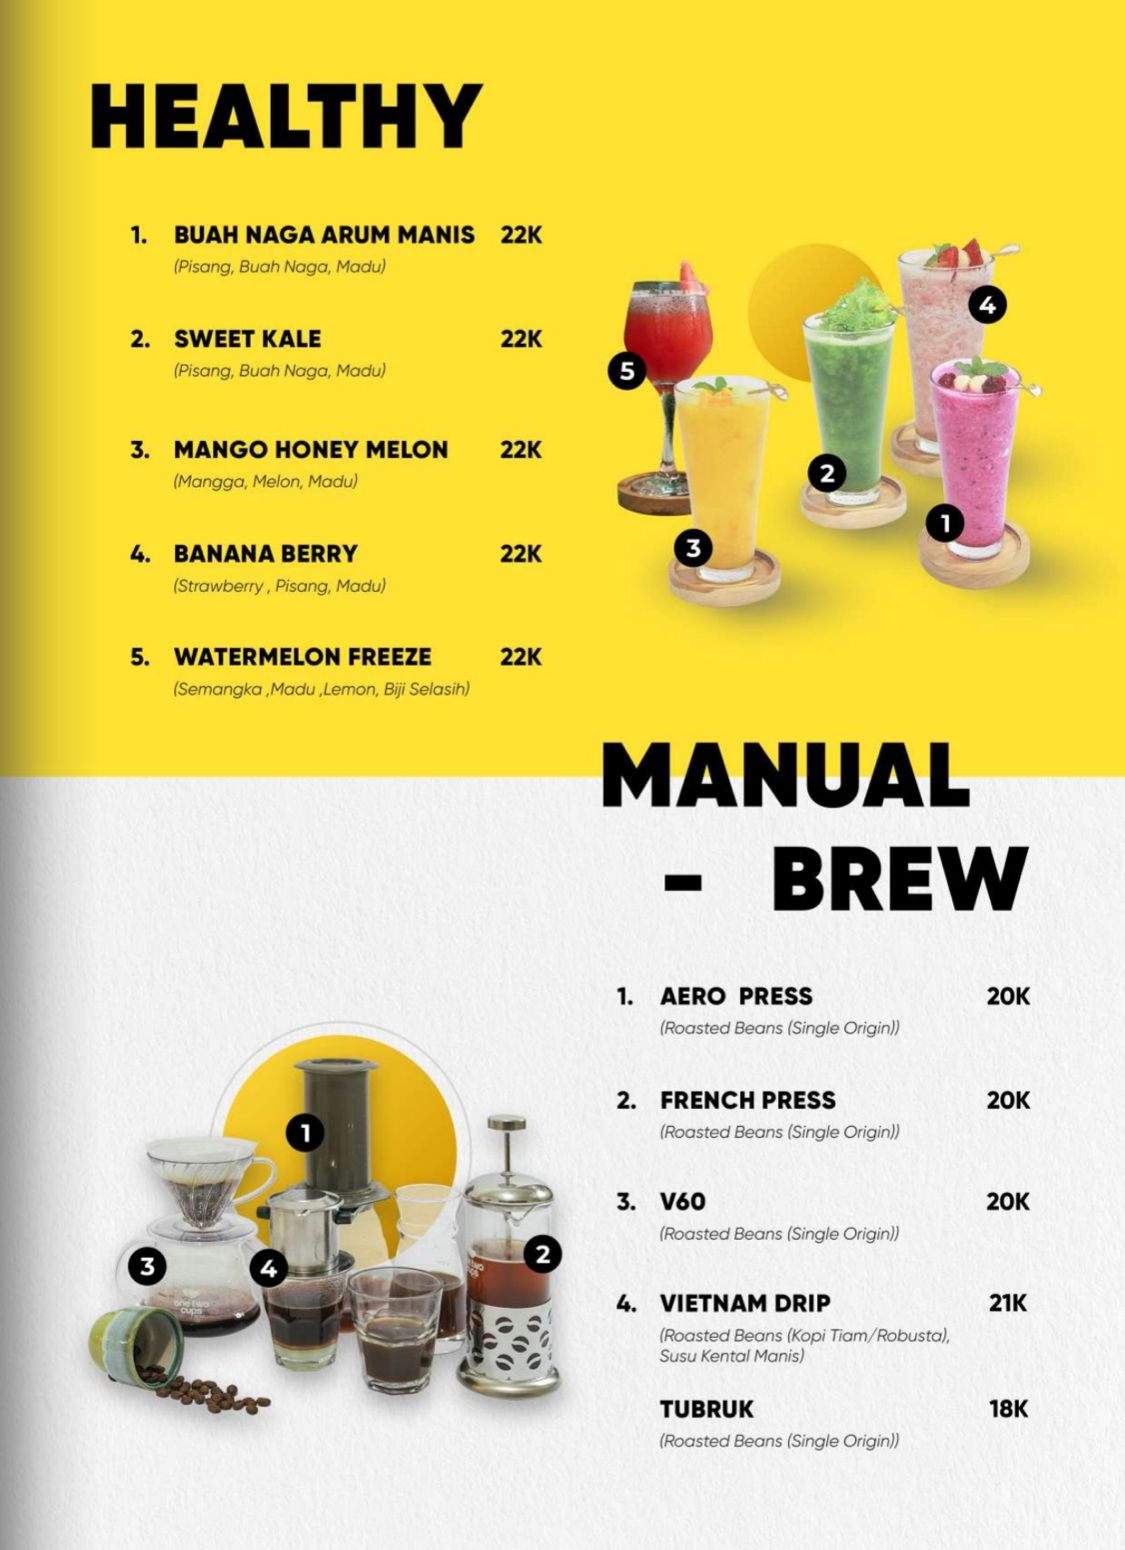 HEALTHY
1. BUAH NAGA ARUM MANIS 22K
(Pisang, Buah Naga, Madu)
2. SWEET KALE 22K
(Pisang, Buah Naga, Madu)
3. MANGO HONEY MELON 22K
(Mangga, Melon, Madu)
4. BANANA BERRY 22K
(Strawberry , Pisang, Madu)
5. WATERMELON FREEZE 22K
(Semangka ,Madu ,Lemon, Biji Selasih)
5
4
2
1
3
MANUAL
- BREW
1. AERO PRESS 20K
(Roasted Beans (Single Origin))
2. FRENCH PRESS 20K
(Roasted Beans (Single Origin))
3. V60 20K
(Roasted Beans (Single Origin))
4. VIETNAM DRIP 21K
(Roasted Beans (Kopi Tiam/Robusta),
Susu Kental Manis)
TUBRUK 18K
(Roasted Beans (Single Origin))
1
2
3
4
one two
cups